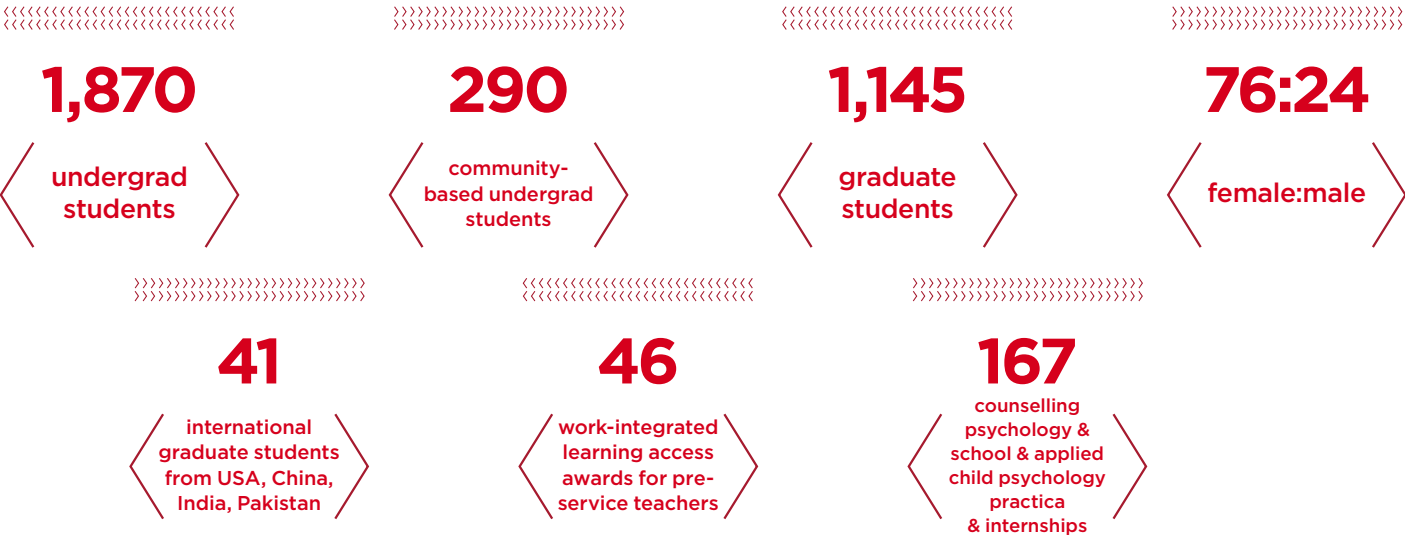 1,870
undergrad
students
290
community-
based undergrad
students
1,145
graduate
students
76:24
female:male
41
international
graduate students
from USA, China,
India, Pakistan
46
work-integrated
learning access
awards for pre-
service teachers
167
counselling
psychology &
school & applied
child psychology
practica
& internships